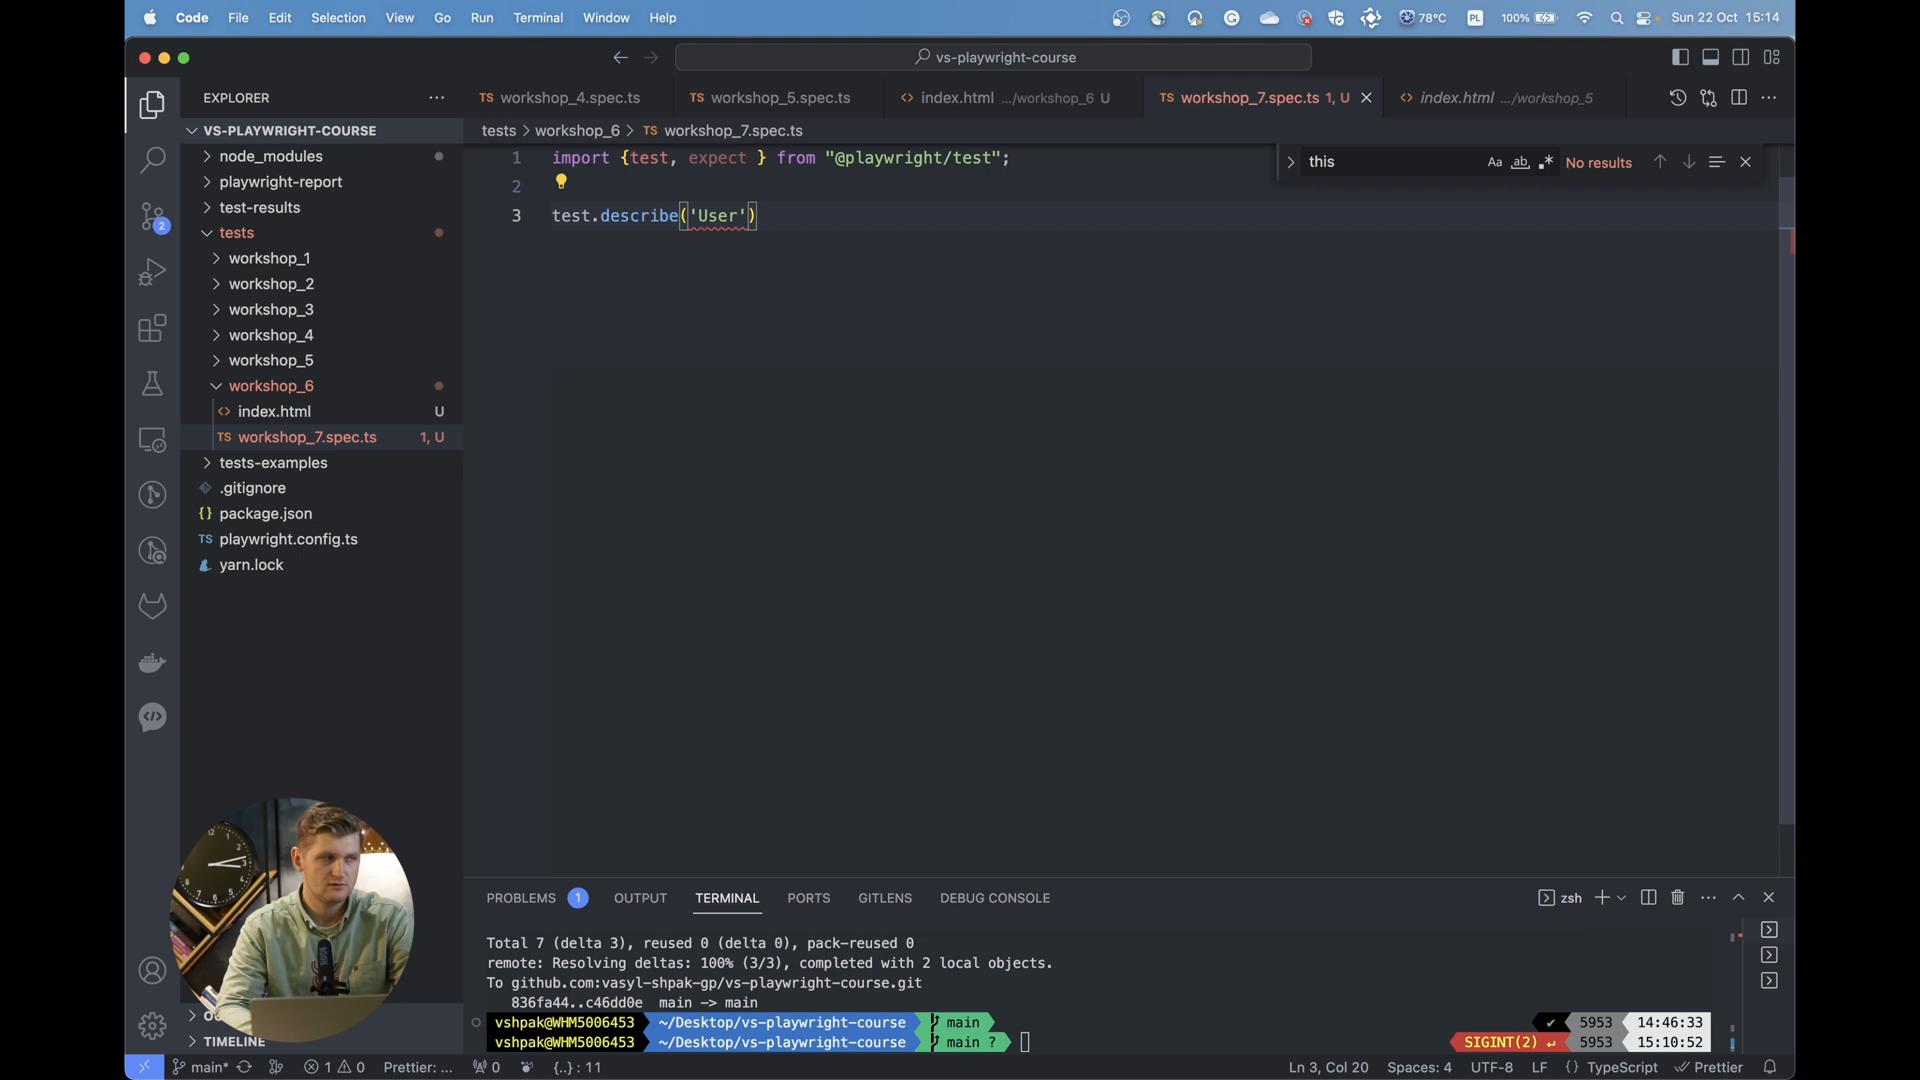 Code File Edit Selection View Go Run Terminal Window Help
78°C PL 100% Sun 22 Oct 15:14
vs-playwright-course
EXPLORER
TS workshop_4.spec.ts TS workshop_5.spec.ts <> index.html .../workshop_6 U TS workshop_7.spec.ts 1, U <> index.html .../workshop_5
VS-PLAYWRIGHT-COURSE
tests > workshop_6 > TS workshop_7.spec.ts
node_modules
playwright-report
test-results
tests
workshop_1
workshop_2
workshop_3
workshop_4
workshop_5
workshop_6
<> index.html U
TS workshop_7.spec.ts 1, U
tests-examples
.gitignore
{} package.json
TS playwright.config.ts
yarn.lock
TIMELINE
1 import {test, expect } from "@playwright/test";
2
3 test.describe('User')
this Aa ab .* No results
2
12
PROBLEMS 1 OUTPUT TERMINAL PORTS GITLENS DEBUG CONSOLE
zsh
Total 7 (delta 3), reused 0 (delta 0), pack-reused 0
remote: Resolving deltas: 100% (3/3), completed with 2 local objects.
To github.com:vasyl-shpak-gp/vs-playwright-course.git
836fa44..c46dd0e main -> main
vshpak@WHM5006453 ~/Desktop/vs-playwright-course main ✔ 5953 14:46:33
vshpak@WHM5006453 ~/Desktop/vs-playwright-course main ? SIGINT(2) ↵ 5953 15:10:52
main* 1 0 Prettier: ... 0 {..} : 11
Ln 3, Col 20 Spaces: 4 UTF-8 LF {} TypeScript Prettier